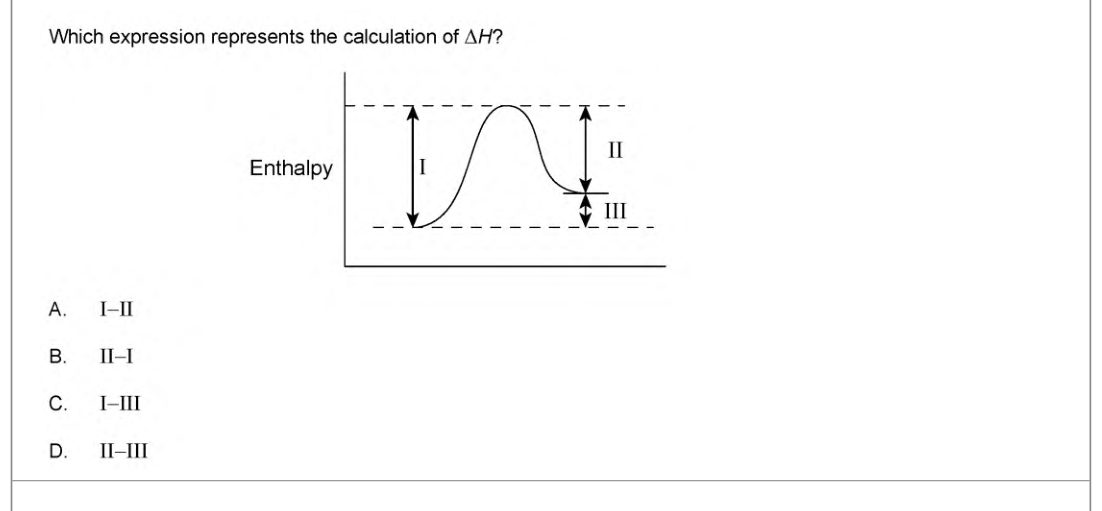 Which expression represents the calculation of ΔH?
Enthalpy
I
II
III
A. I–II
B. II–I
C. I–III
D. II–III